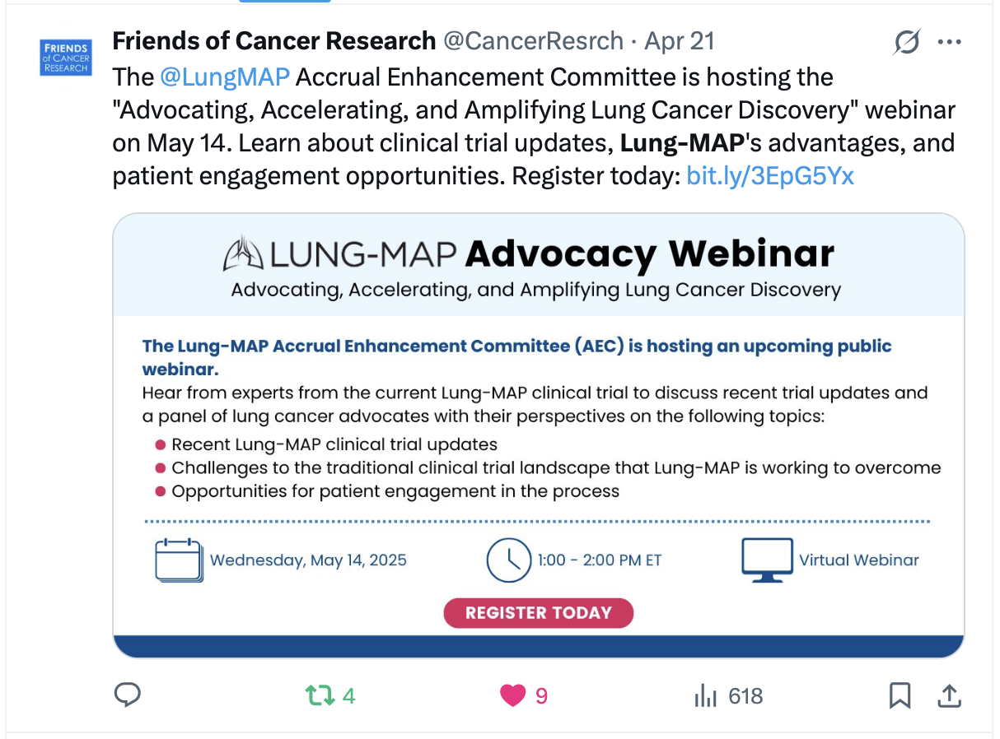 FRIENDS
of CANCER
RESEARCH
Friends of Cancer Research @CancerResrch · Apr 21
The @LungMAP Accrual Enhancement Committee is hosting the
"Advocating, Accelerating, and Amplifying Lung Cancer Discovery" webinar
on May 14. Learn about clinical trial updates, Lung-MAP's advantages, and
patient engagement opportunities. Register today: bit.ly/3EpG5Yx
LUNG-MAP Advocacy Webinar
Advocating, Accelerating, and Amplifying Lung Cancer Discovery
The Lung-MAP Accrual Enhancement Committee (AEC) is hosting an upcoming public
webinar.
Hear from experts from the current Lung-MAP clinical trial to discuss recent trial updates and
a panel of lung cancer advocates with their perspectives on the following topics:
● Recent Lung-MAP clinical trial updates
● Challenges to the traditional clinical trial landscape that Lung-MAP is working to overcome
● Opportunities for patient engagement in the process
Wednesday, May 14, 2025 1:00 - 2:00 PM ET Virtual Webinar
REGISTER TODAY
4 9 618